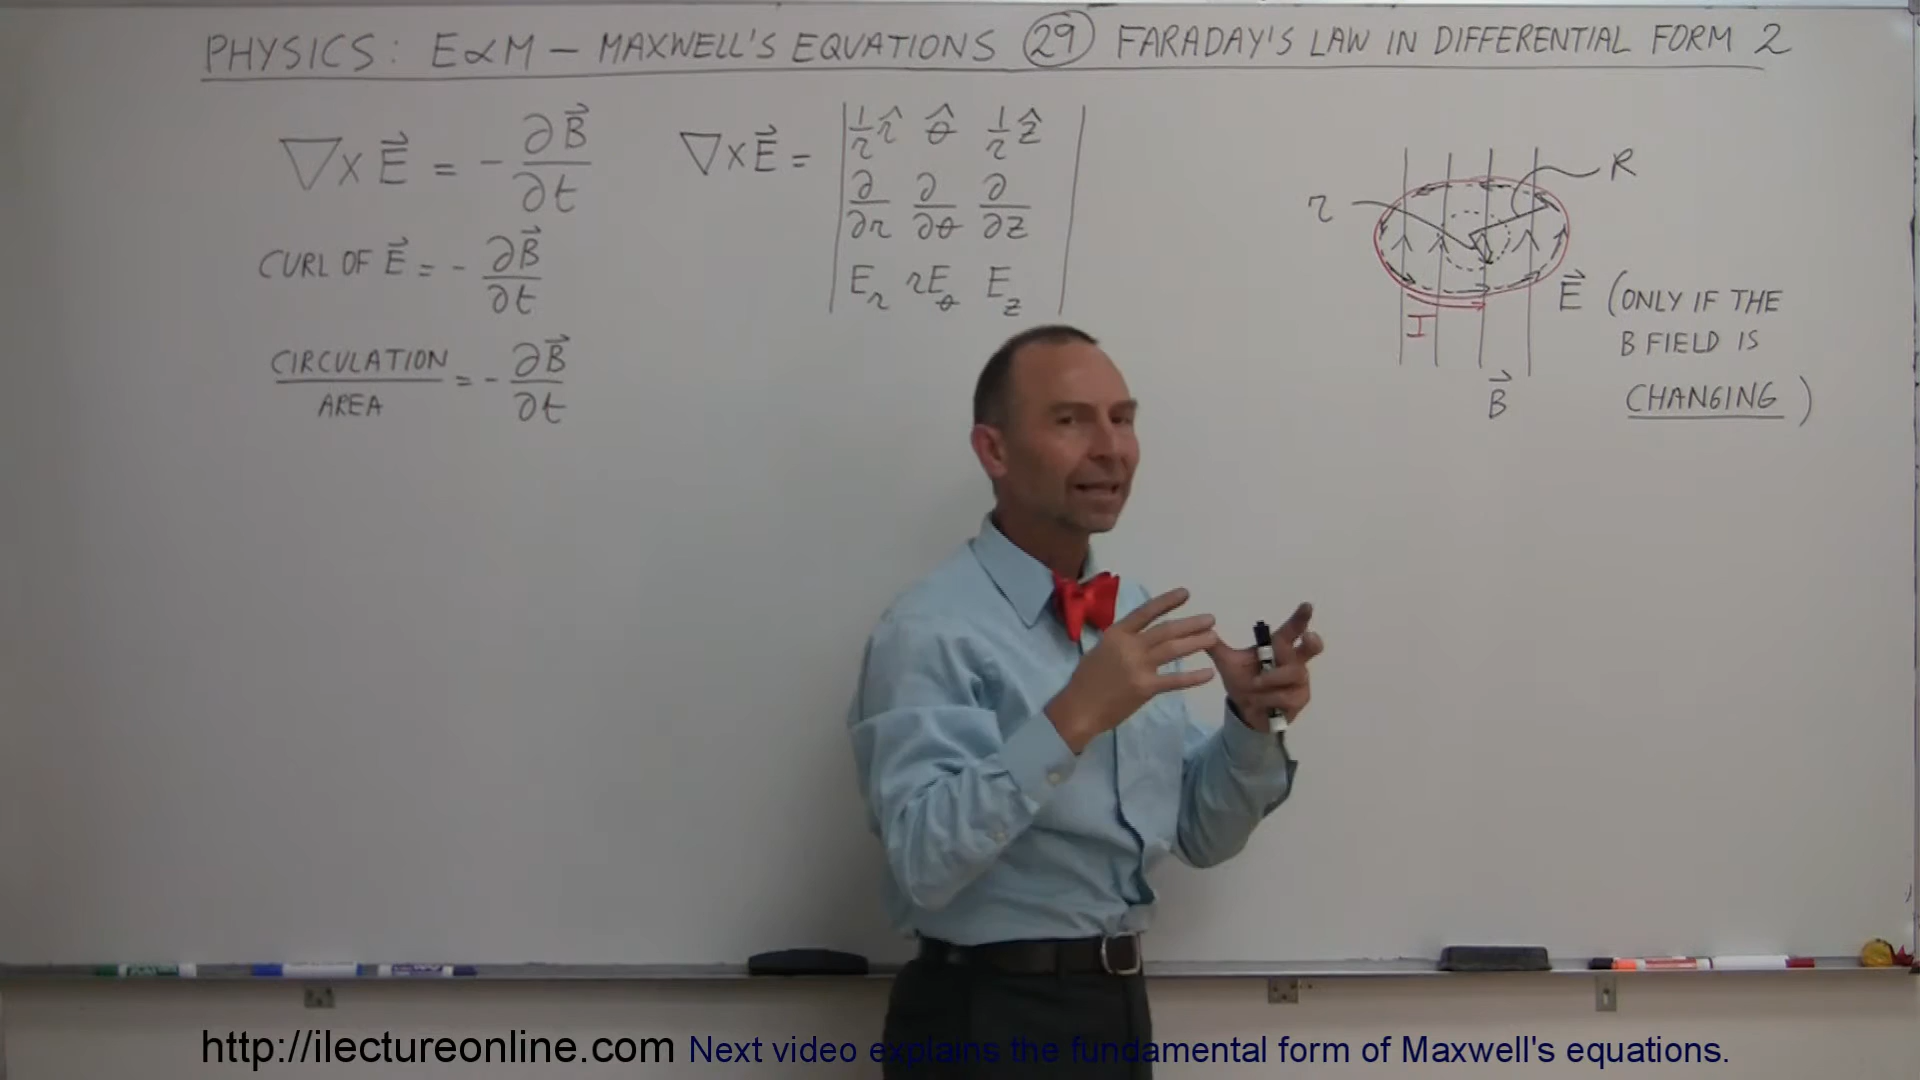 PHYSICS: E∝M – MAXWELL'S EQUATIONS 29 FARADAY'S LAW IN DIFFERENTIAL FORM 2
∇×E⃗ = -∂B⃗/∂t
CURL OF E⃗ = -∂B⃗/∂t
CIRCULATION/AREA = -∂B⃗/∂t
∇×E⃗ =
1/r r̂ θ̂ 1/r ẑ
∂/∂r ∂/∂θ ∂/∂z
E_r rE_θ E_z
R
r
E⃗ (ONLY IF THE
B FIELD IS
CHANGING)
I
B⃗
http://ilectureonline.com Next video explains the fundamental form of Maxwell's equations.